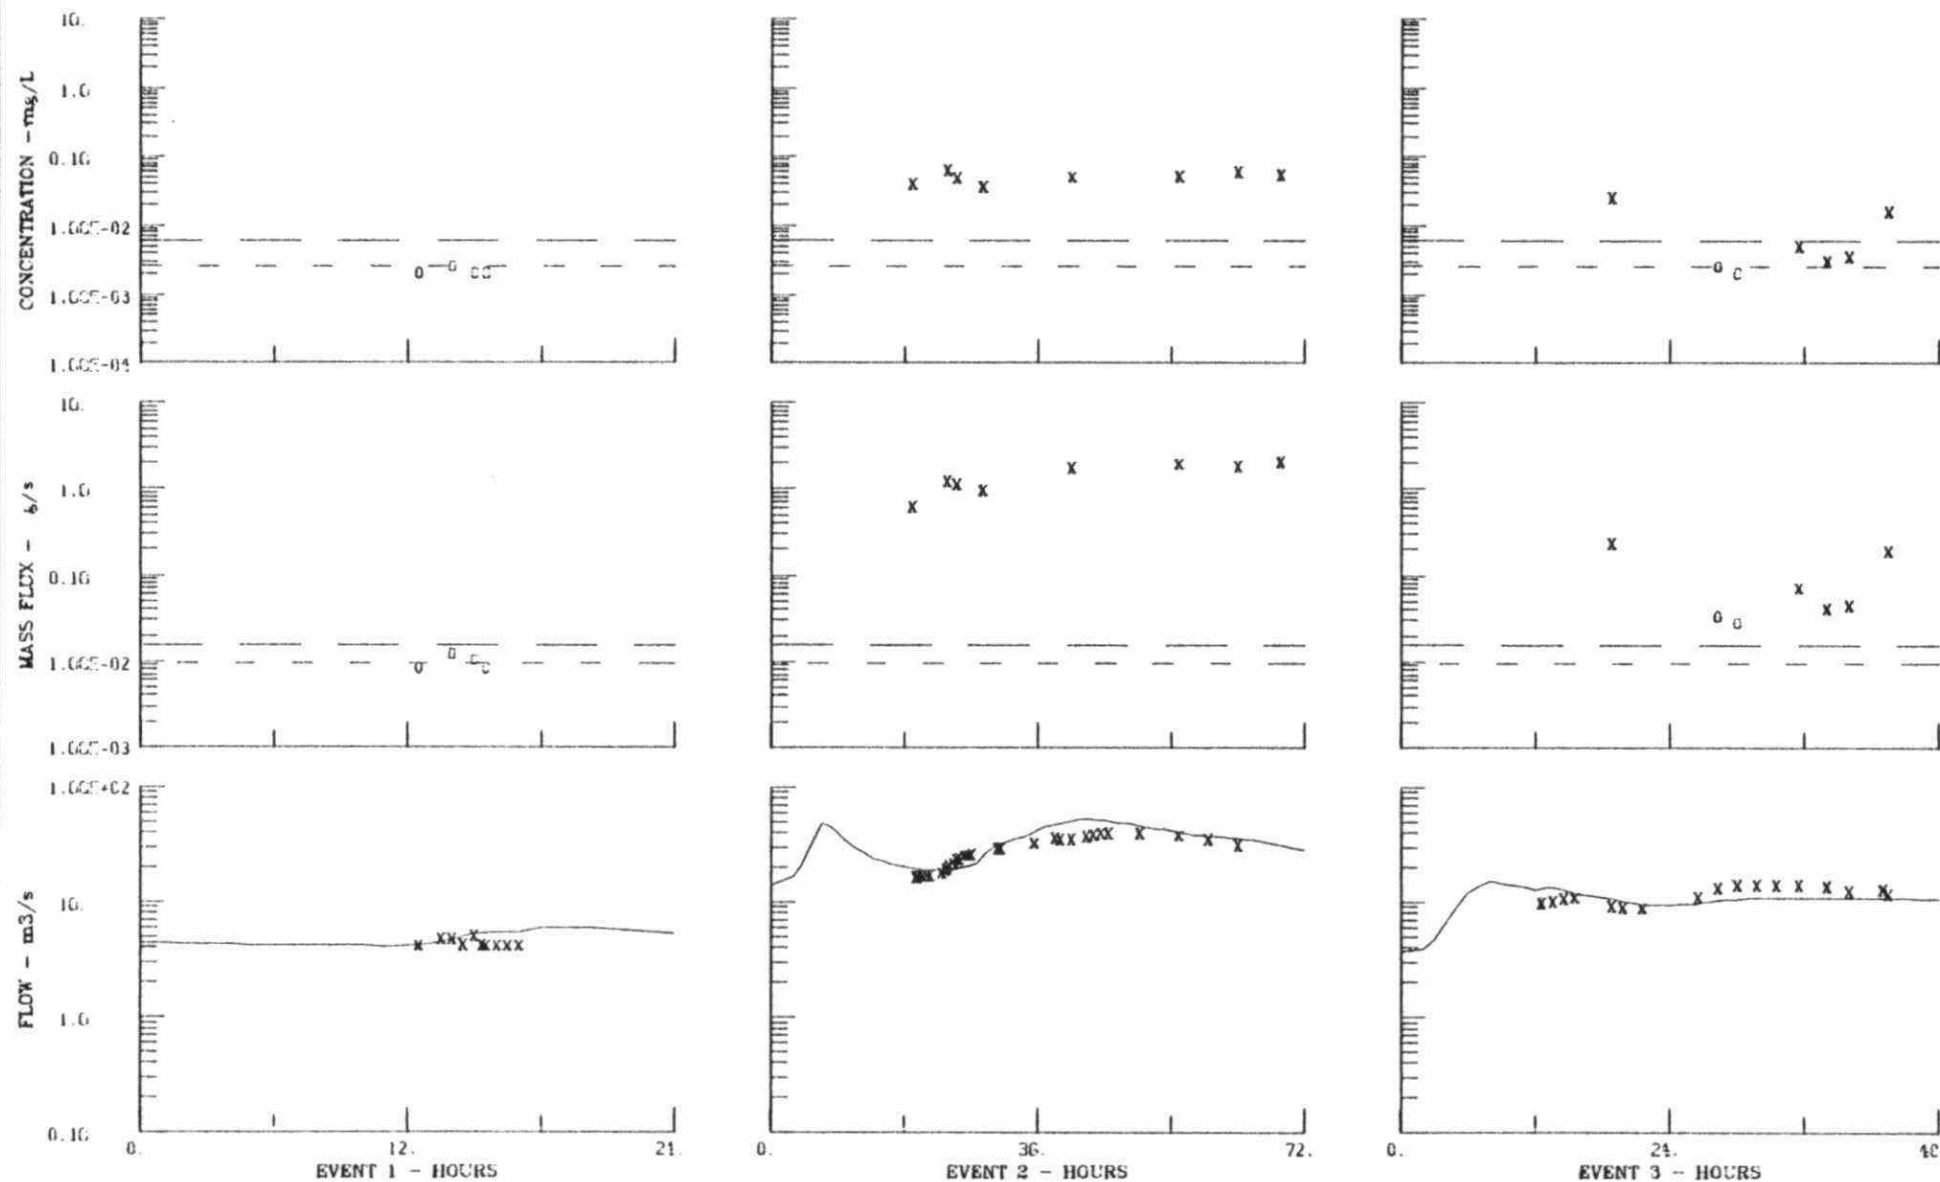 CONCENTRATION - mg/L
10.
1.0
0.10
1.00E-02
1.00E-03
1.00E-04
MASS FLUX - g/s
10.
1.0
0.10
1.00E-02
1.00E-03
FLOW - m3/s
1.00E+02
10.
1.0
0.10
0. 12. 24.
EVENT 1 - HOURS
0. 36. 72.
EVENT 2 - HOURS
0. 24. 48
EVENT 3 - HOURS